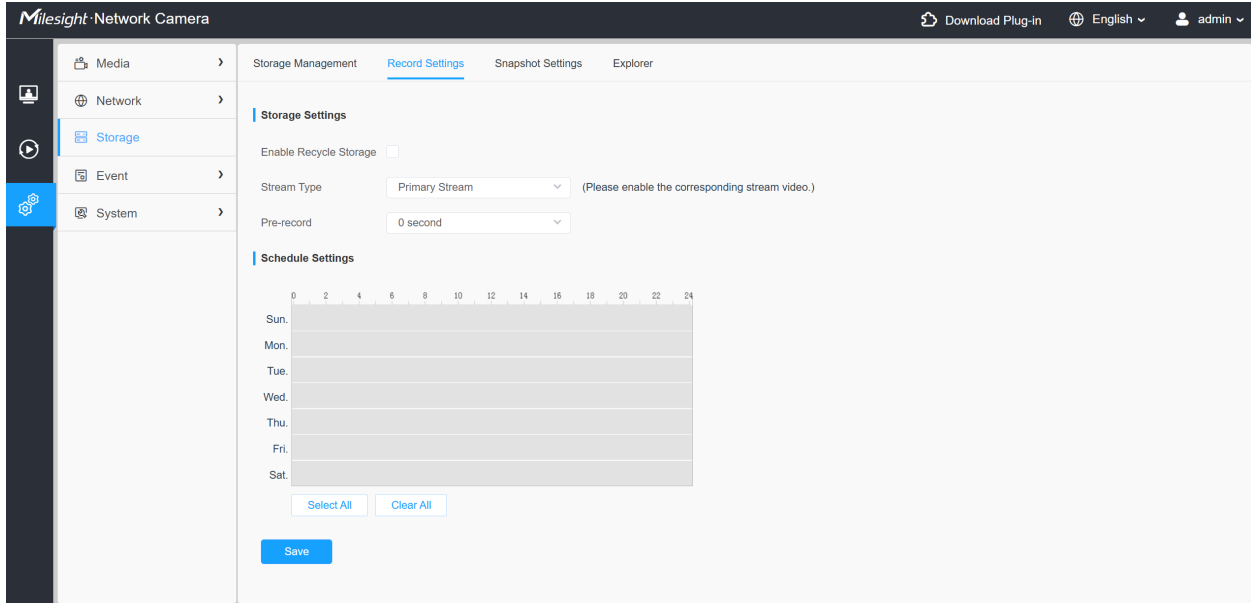 Milesight·Network Camera
Download Plug-in
English
admin
Media
Network
Storage
Event
System
Storage Management
Record Settings
Snapshot Settings
Explorer
Storage Settings
Enable Recycle Storage
Stream Type
Primary Stream
(Please enable the corresponding stream video.)
Pre-record
0 second
Schedule Settings
0 2 4 6 8 10 12 14 16 18 20 22 24
Sun.
Mon.
Tue.
Wed.
Thu.
Fri.
Sat.
Select All
Clear All
Save